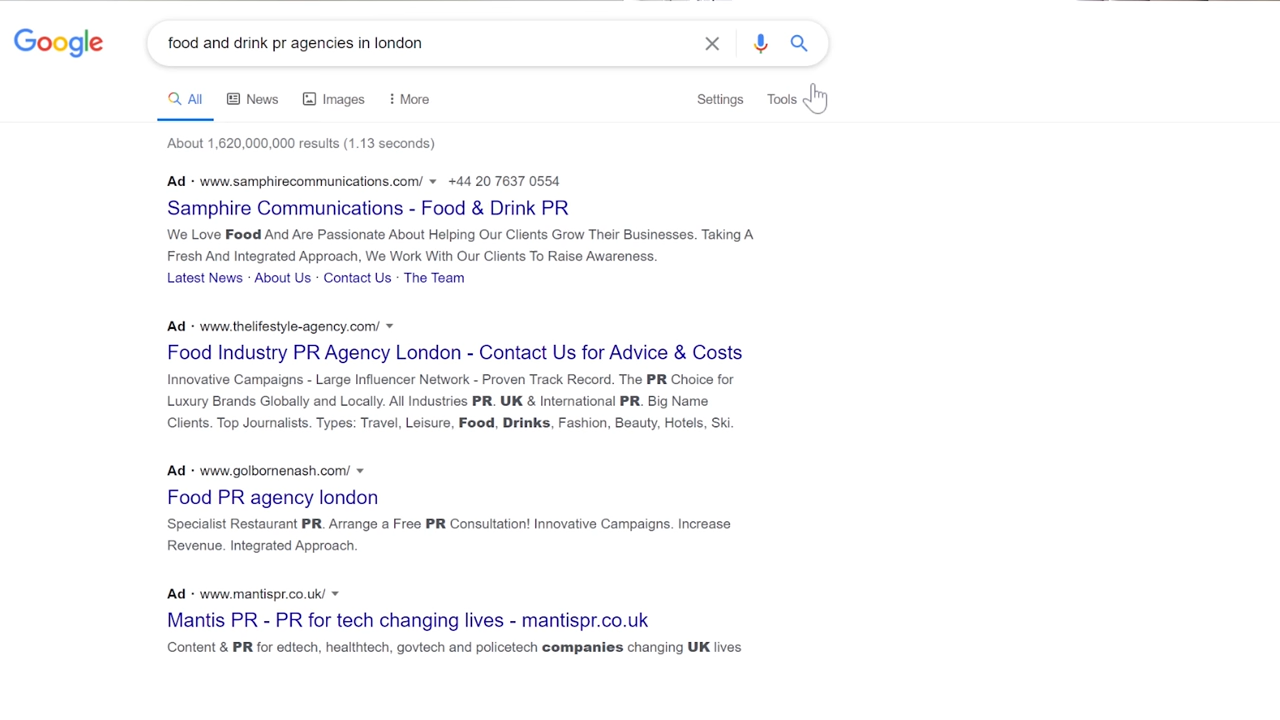 Google
food and drink pr agencies in london
All News Images More Settings Tools
About 1,620,000,000 results (1.13 seconds)
Ad · www.samphirecommunications.com/ +44 20 7637 0554
Samphire Communications - Food & Drink PR
We Love Food And Are Passionate About Helping Our Clients Grow Their Businesses. Taking A
Fresh And Integrated Approach, We Work With Our Clients To Raise Awareness.
Latest News · About Us · Contact Us · The Team
Ad · www.thelifestyle-agency.com/
Food Industry PR Agency London - Contact Us for Advice & Costs
Innovative Campaigns - Large Influencer Network - Proven Track Record. The PR Choice for
Luxury Brands Globally and Locally. All Industries PR. UK & International PR. Big Name
Clients. Top Journalists. Types: Travel, Leisure, Food, Drinks, Fashion, Beauty, Hotels, Ski.
Ad · www.golbornenash.com/
Food PR agency london
Specialist Restaurant PR. Arrange a Free PR Consultation! Innovative Campaigns. Increase
Revenue. Integrated Approach.
Ad · www.mantispr.co.uk/
Mantis PR - PR for tech changing lives - mantispr.co.uk
Content & PR for edtech, healthtech, govtech and policetech companies changing UK lives